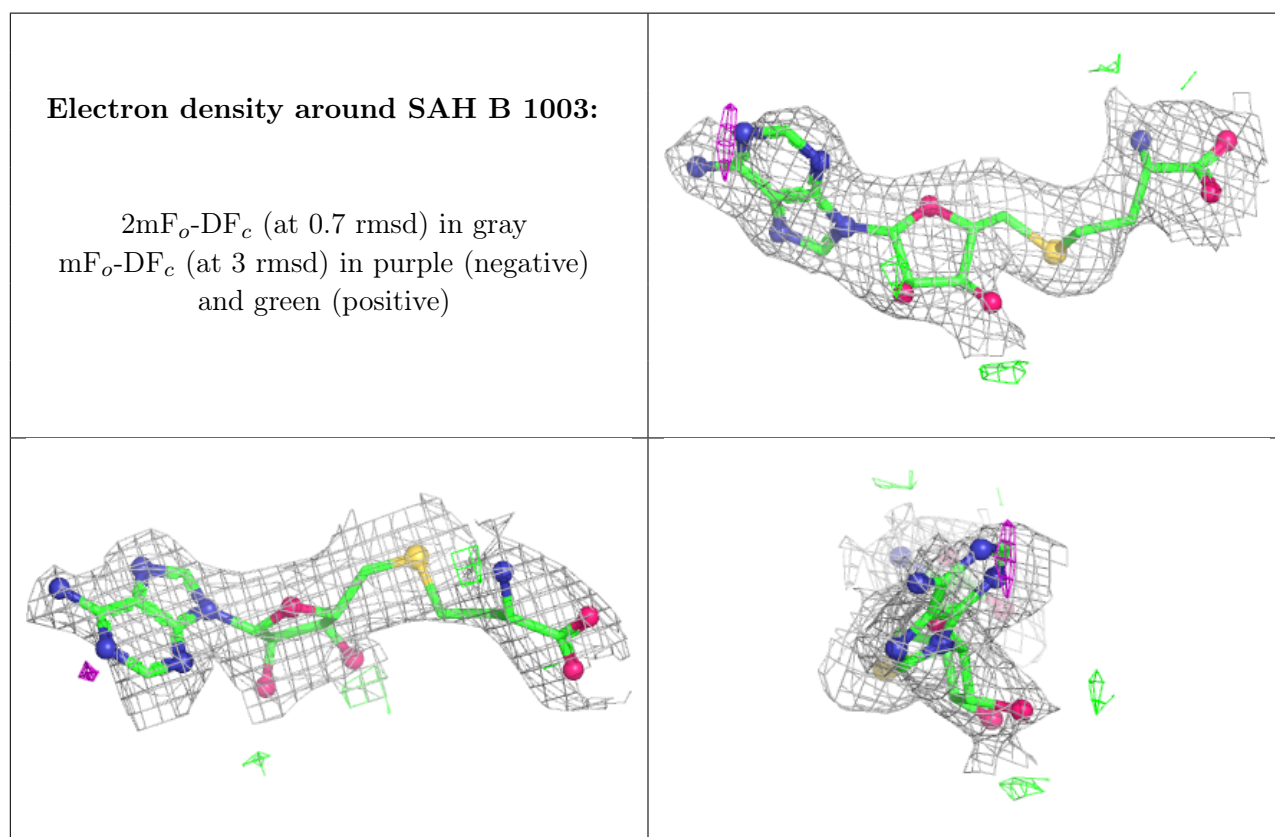 Electron density around SAH B 1003:
2mFo-DFc (at 0.7 rmsd) in gray
mFo-DFc (at 3 rmsd) in purple (negative)
and green (positive)